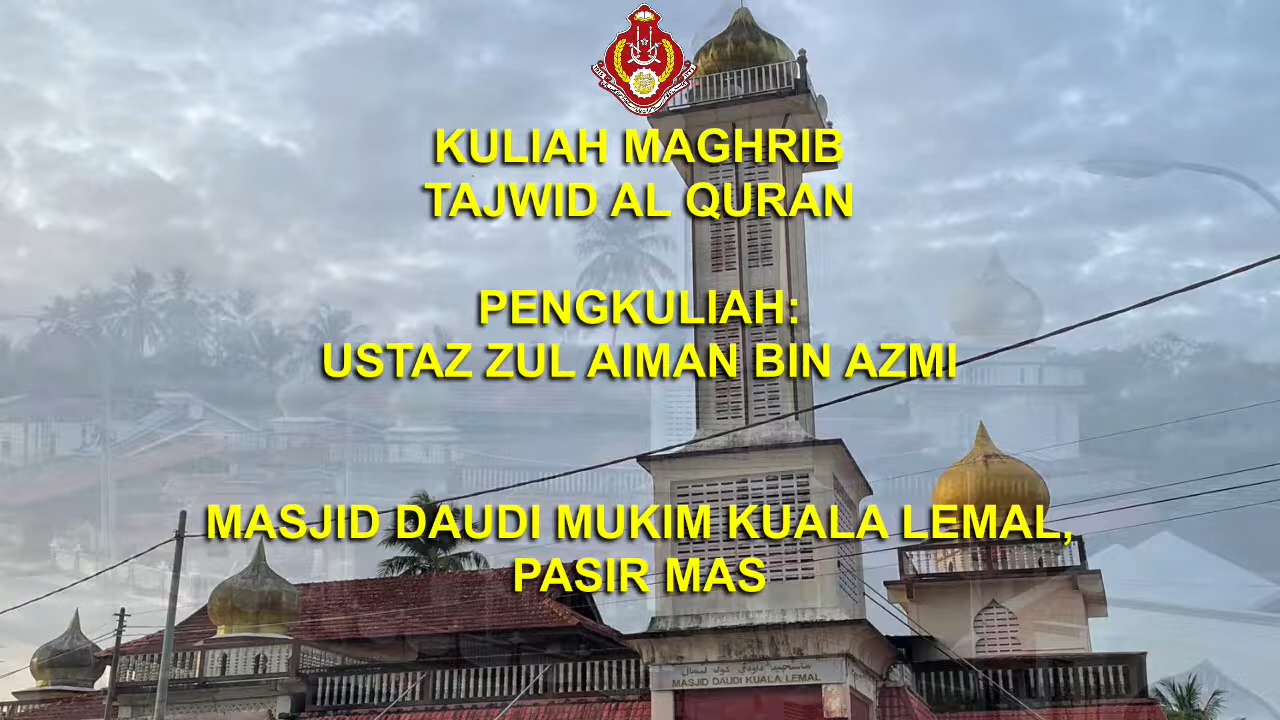 KULIAH MAGHRIB
TAJWID AL QURAN
PENGKULIAH:
USTAZ ZUL AIMAN BIN AZMI
MASJID DAUDI MUKIM KUALA LEMAL,
PASIR MAS
MASJID DAUDI KUALA LEMAL